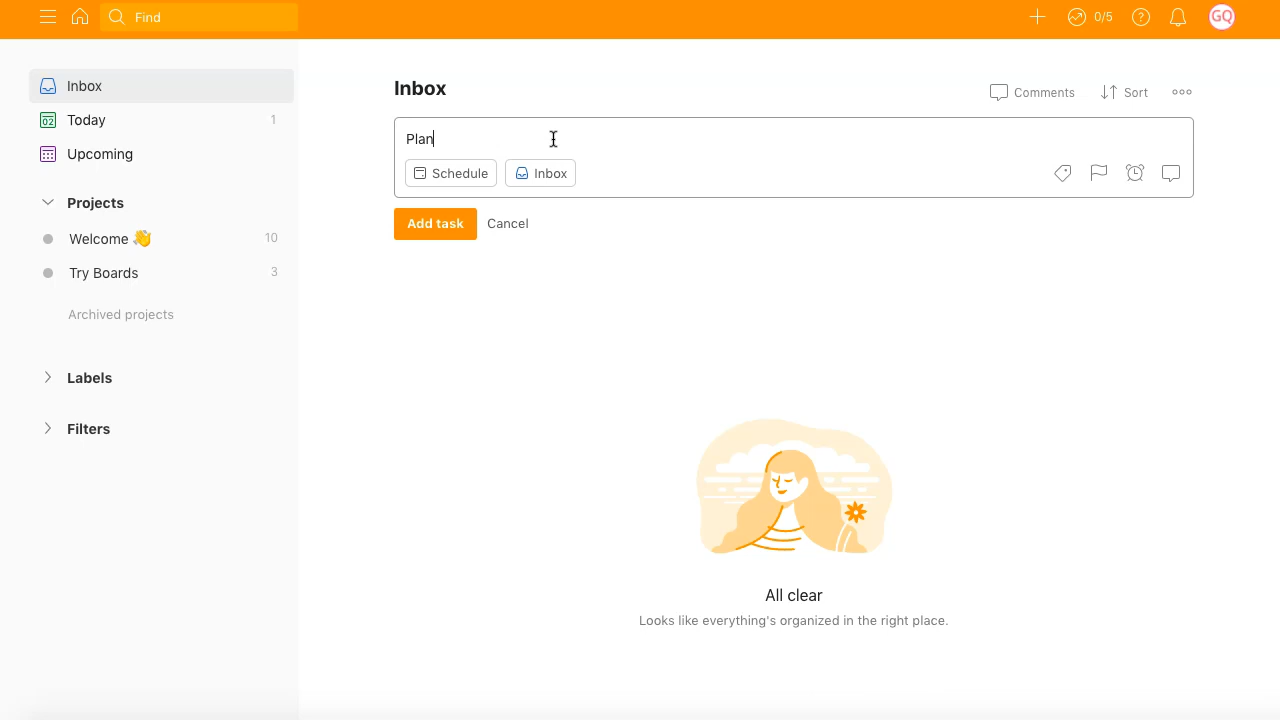 Find
0/5
GQ
Inbox
Today 1
02
Upcoming
Projects
Welcome 👋 10
Try Boards 3
Archived projects
Labels
Filters
Inbox
Comments Sort
Plan
Schedule Inbox
Add task Cancel
All clear
Looks like everything's organized in the right place.